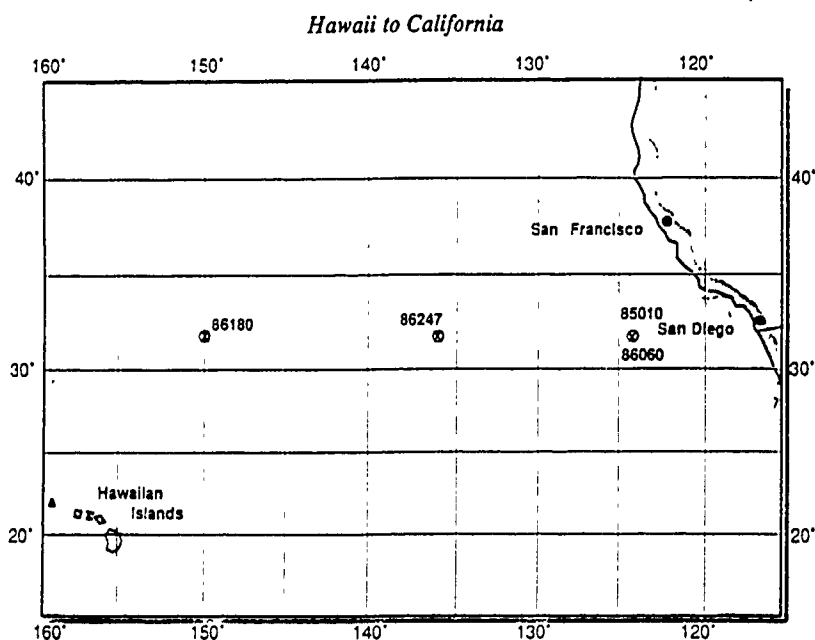 Hawaii to California
160° 150° 140° 130° 120°
40° 40°
San Francisco
86180 86247 85010
San Diego
86060
30° 30°
Hawaiian
Islands
20° 20°
160° 150° 140° 130° 120°